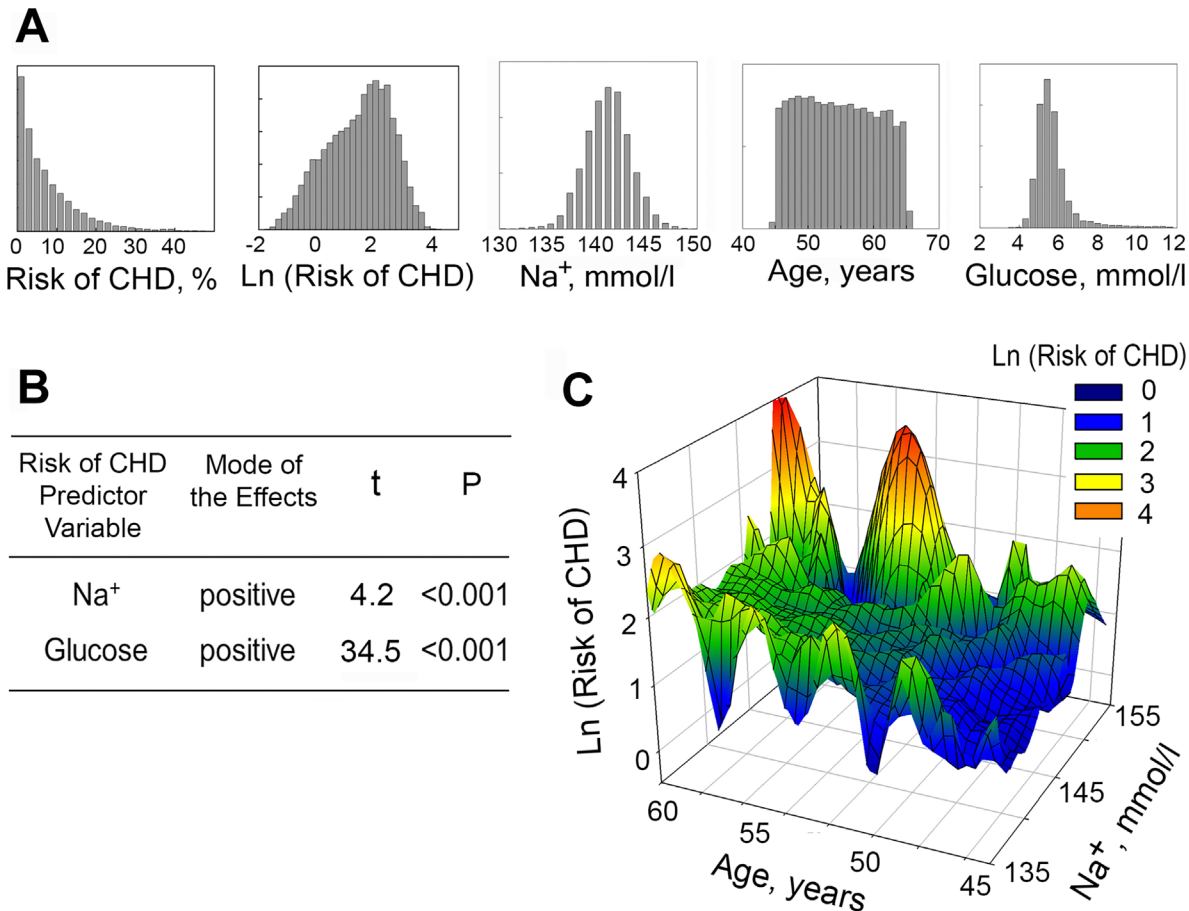 A
0 10 20 30 40
Risk of CHD, %
-2 0 2 4
Ln (Risk of CHD)
130 135 140 145 150
Na+, mmol/l
40 50 60 70
Age, years
2 4 6 8 10 12
Glucose, mmol/l
B
Risk of CHD
Predictor
Variable
Mode of
the Effects
t
P
Na+ positive 4.2 <0.001
Glucose positive 34.5 <0.001
C
Ln (Risk of CHD)
0
1
2
3
4
Ln (Risk of CHD)
4
3
2
1
0
60
55
50
45
Age, years
155
145
135
Na+, mmol/l